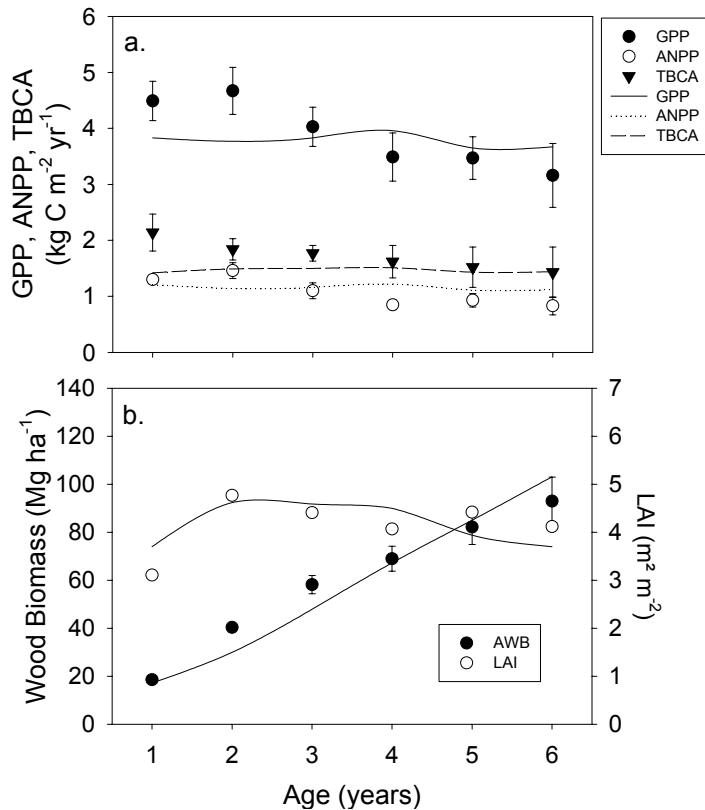 6
5
4
3
2
1
0
a.
GPP, ANPP, TBCA
(kg C m⁻² yr⁻¹)
GPP
ANPP
TBCA
GPP
ANPP
TBCA
140
120
100
80
60
40
20
0
b.
Wood Biomass (Mg ha⁻¹)
7
6
5
4
3
2
1
0
LAI (m² m⁻²)
AWB
LAI
1 2 3 4 5 6
Age (years)